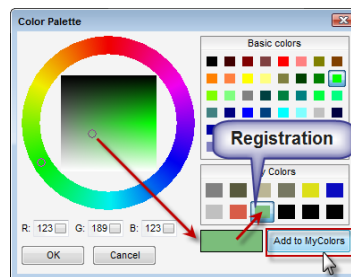 Color Palette
Basic colors
Registration
y Colors
R: 123 G: 189 B: 123
Add to MyColors
OK Cancel